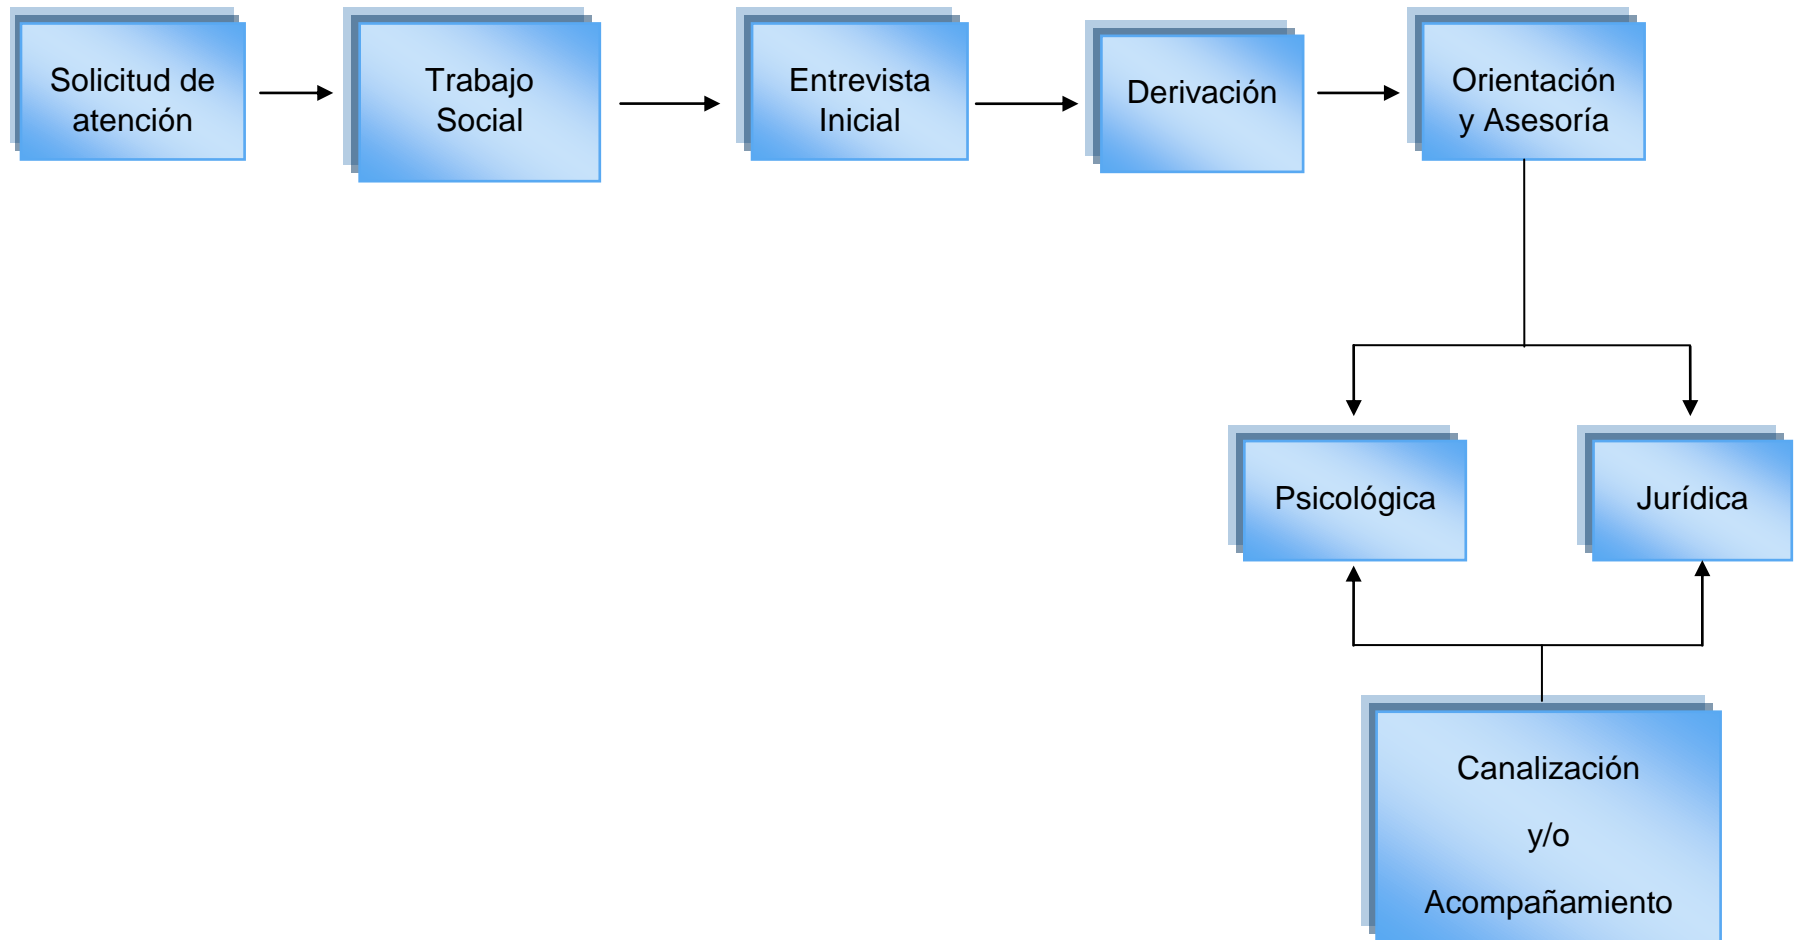 Solicitud de
atención
Trabajo
Social
Entrevista
Inicial
Derivación
Orientación
y Asesoría
Psicológica
Jurídica
Canalización
y/o
Acompañamiento